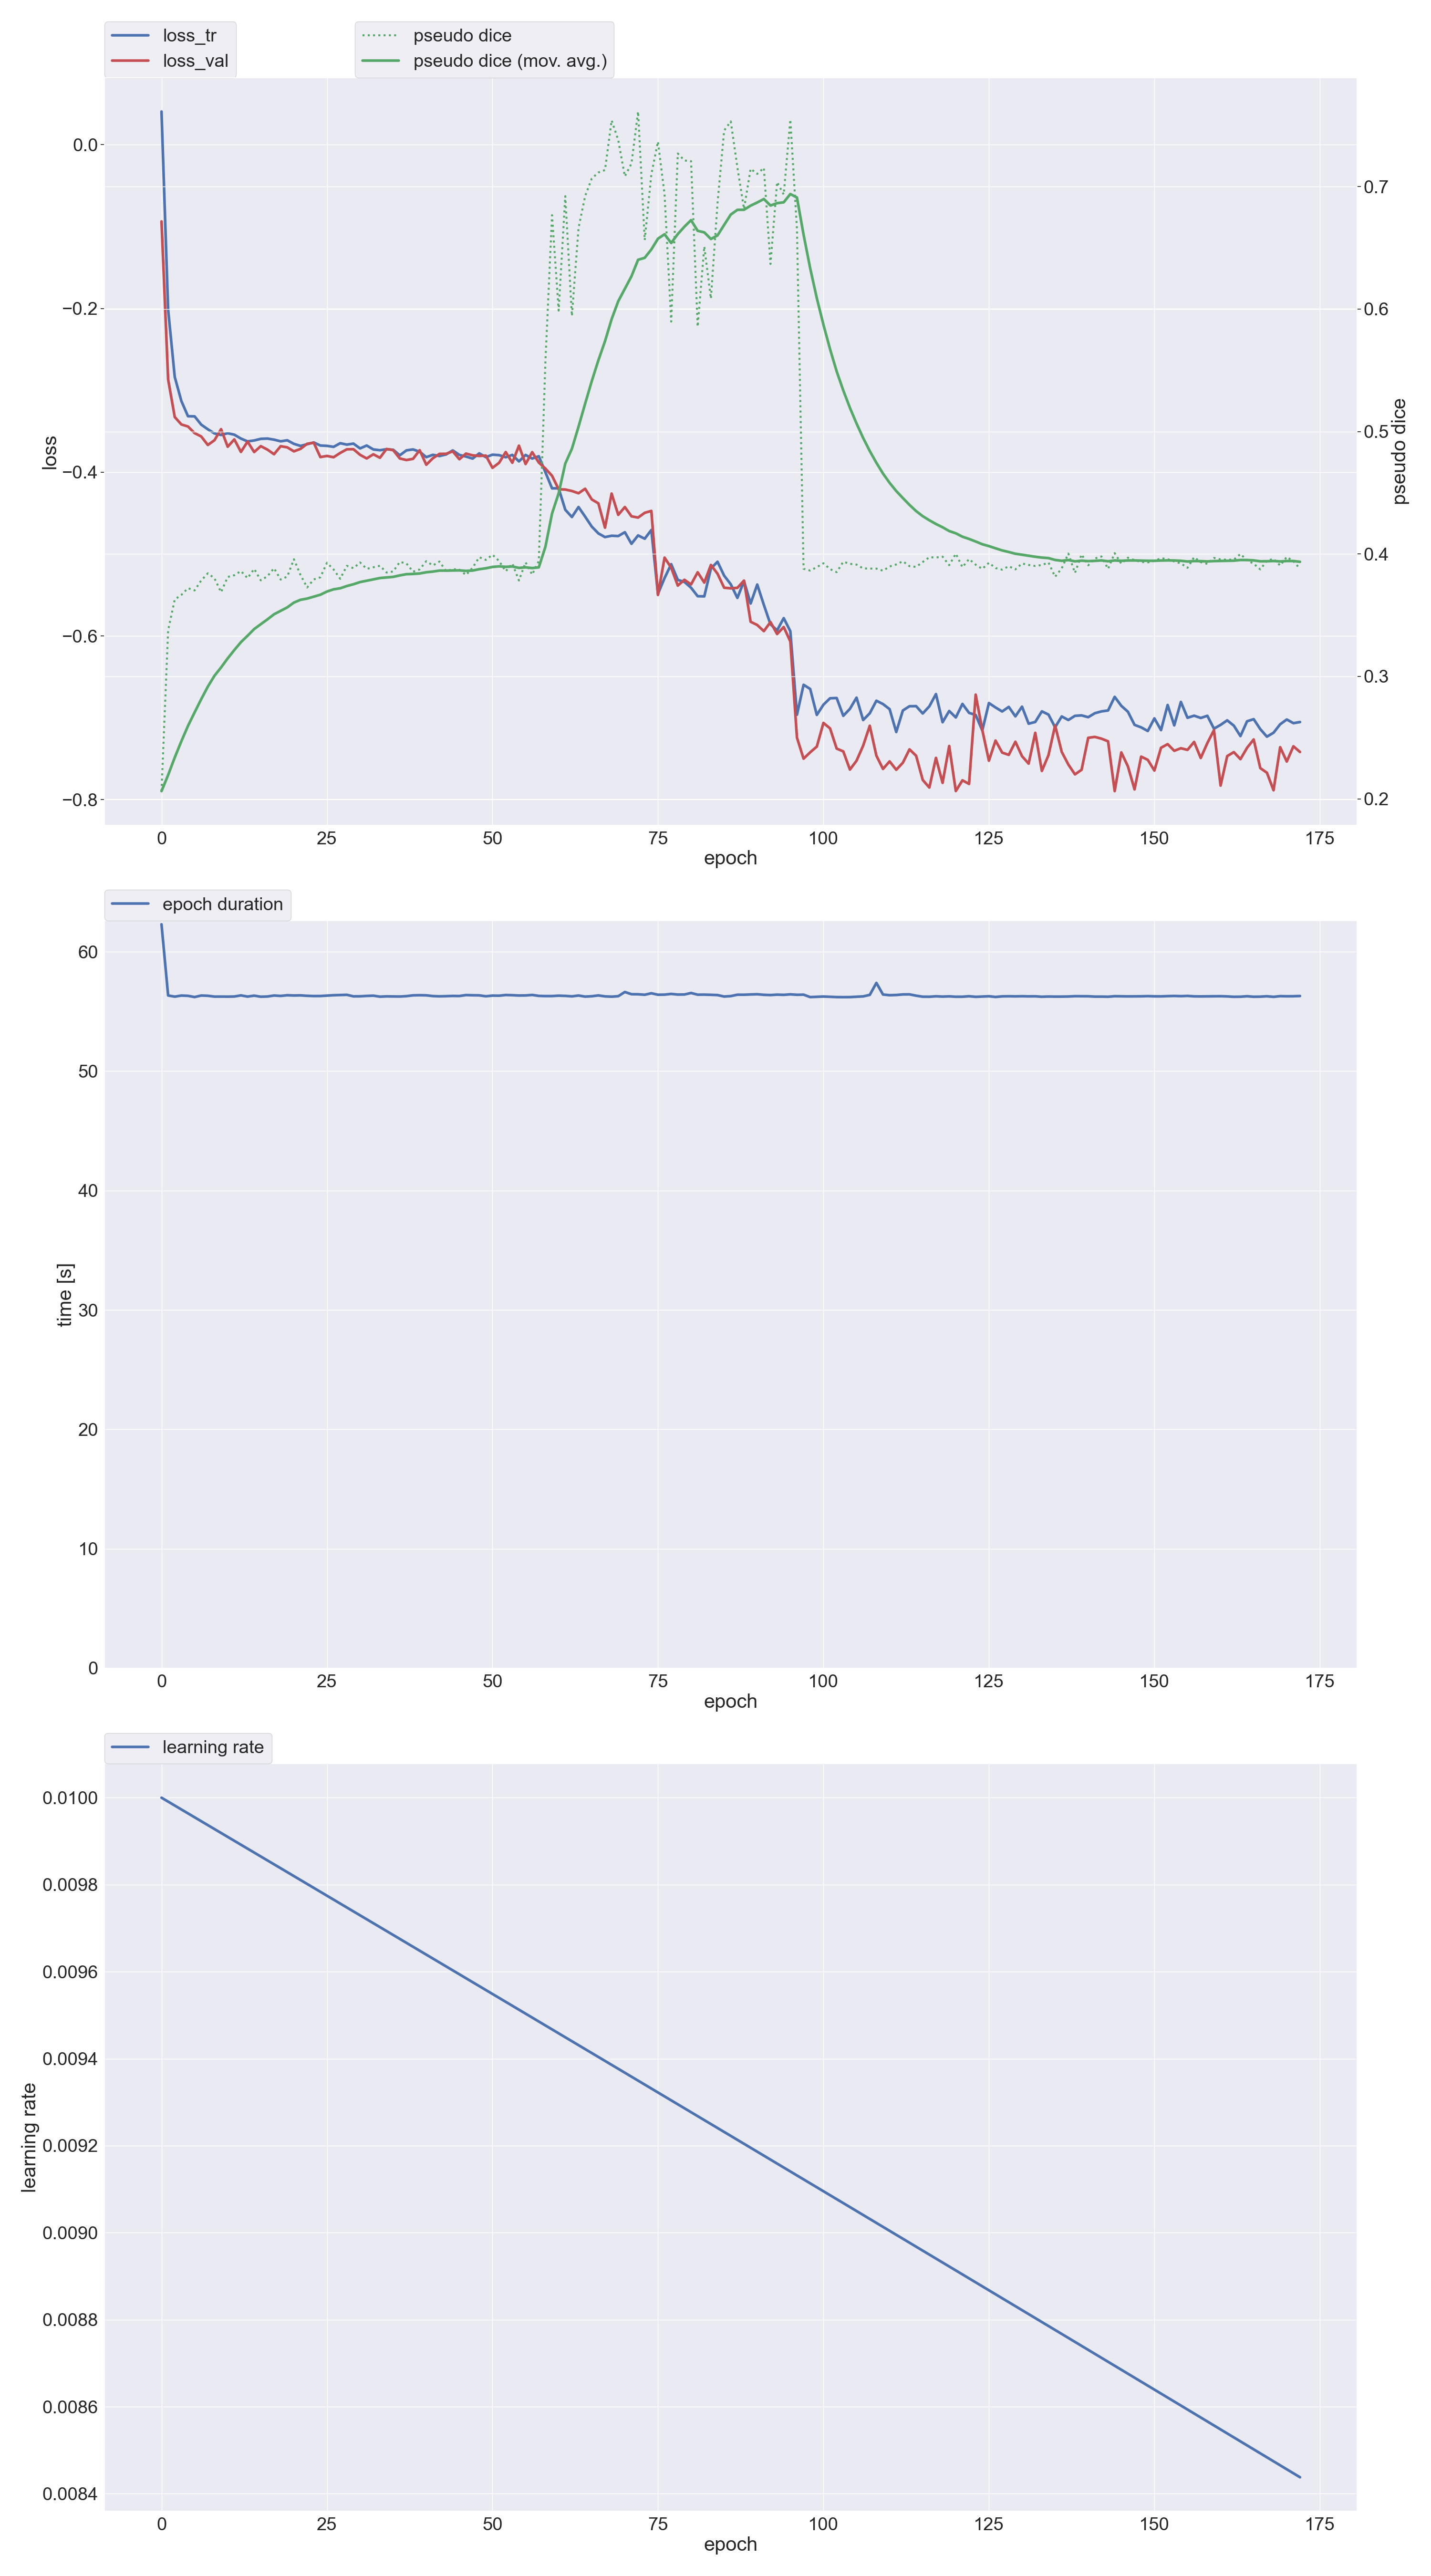 loss_tr
loss_val
pseudo dice
pseudo dice (mov. avg.)
0.0
−0.2
−0.4
−0.6
−0.8
loss
0.7
0.6
0.5
0.4
0.3
0.2
pseudo dice
0 25 50 75 100 125 150 175
epoch
epoch duration
60
50
40
30
20
10
0
time [s]
0 25 50 75 100 125 150 175
epoch
learning rate
0.0100
0.0098
0.0096
0.0094
0.0092
0.0090
0.0088
0.0086
0.0084
learning rate
0 25 50 75 100 125 150 175
epoch